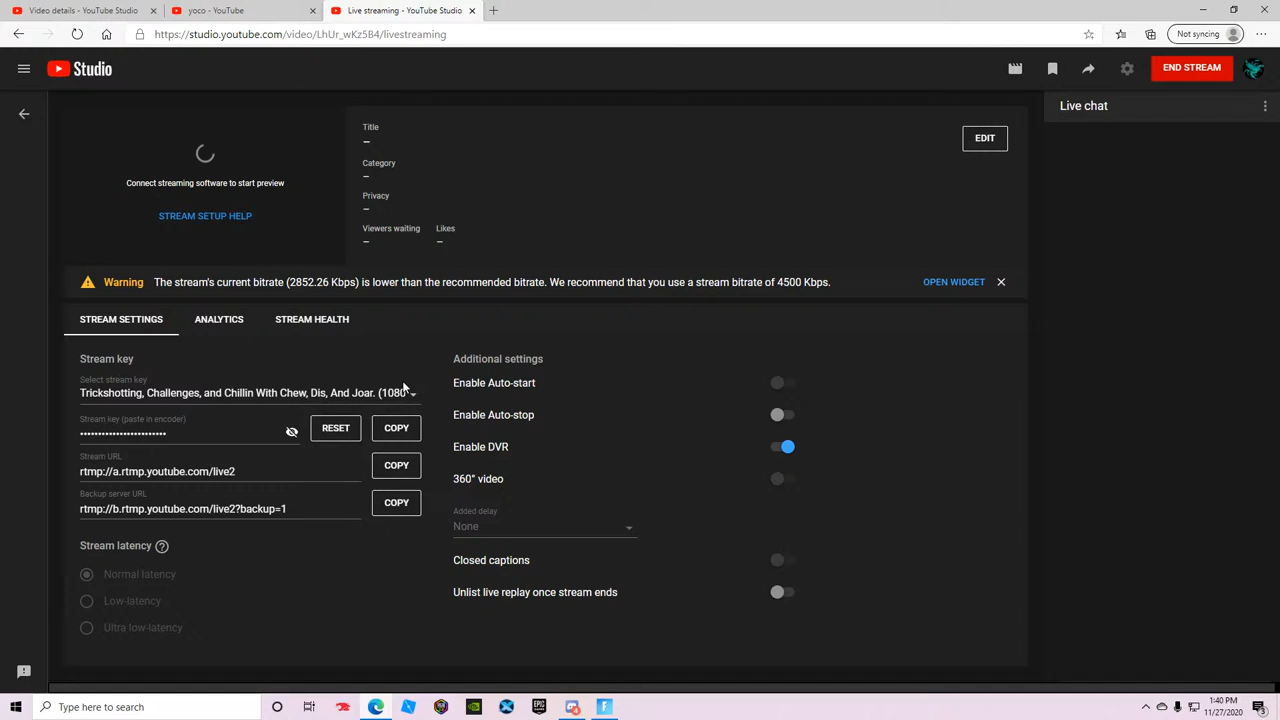 Video details - YouTube Studio
yoco - YouTube
Live streaming - YouTube Studio
https://studio.youtube.com/video/LhUr_wKz5B4/livestreaming
Not syncing
Studio
END STREAM
Live chat
Title
–
EDIT
Connect streaming software to start preview
Category
–
Privacy
–
STREAM SETUP HELP
Viewers waiting
Likes
–
–
Warning
The stream's current bitrate (2852.26 Kbps) is lower than the recommended bitrate. We recommend that you use a stream bitrate of 4500 Kbps.
OPEN WIDGET
STREAM SETTINGS
ANALYTICS
STREAM HEALTH
Stream key
Select stream key
Trickshotting, Challenges, and Chillin With Chew, Dis, And Joar. (1080
Stream key (paste in encoder)
••••••••••••••••••••••••
RESET
COPY
Stream URL
rtmp://a.rtmp.youtube.com/live2
COPY
Backup server URL
rtmp://b.rtmp.youtube.com/live2?backup=1
COPY
Stream latency
Normal latency
Low-latency
Ultra low-latency
Additional settings
Enable Auto-start
Enable Auto-stop
Enable DVR
360° video
Added delay
None
Closed captions
Unlist live replay once stream ends
Type here to search
EPIC
1:40 PM
11/27/2020